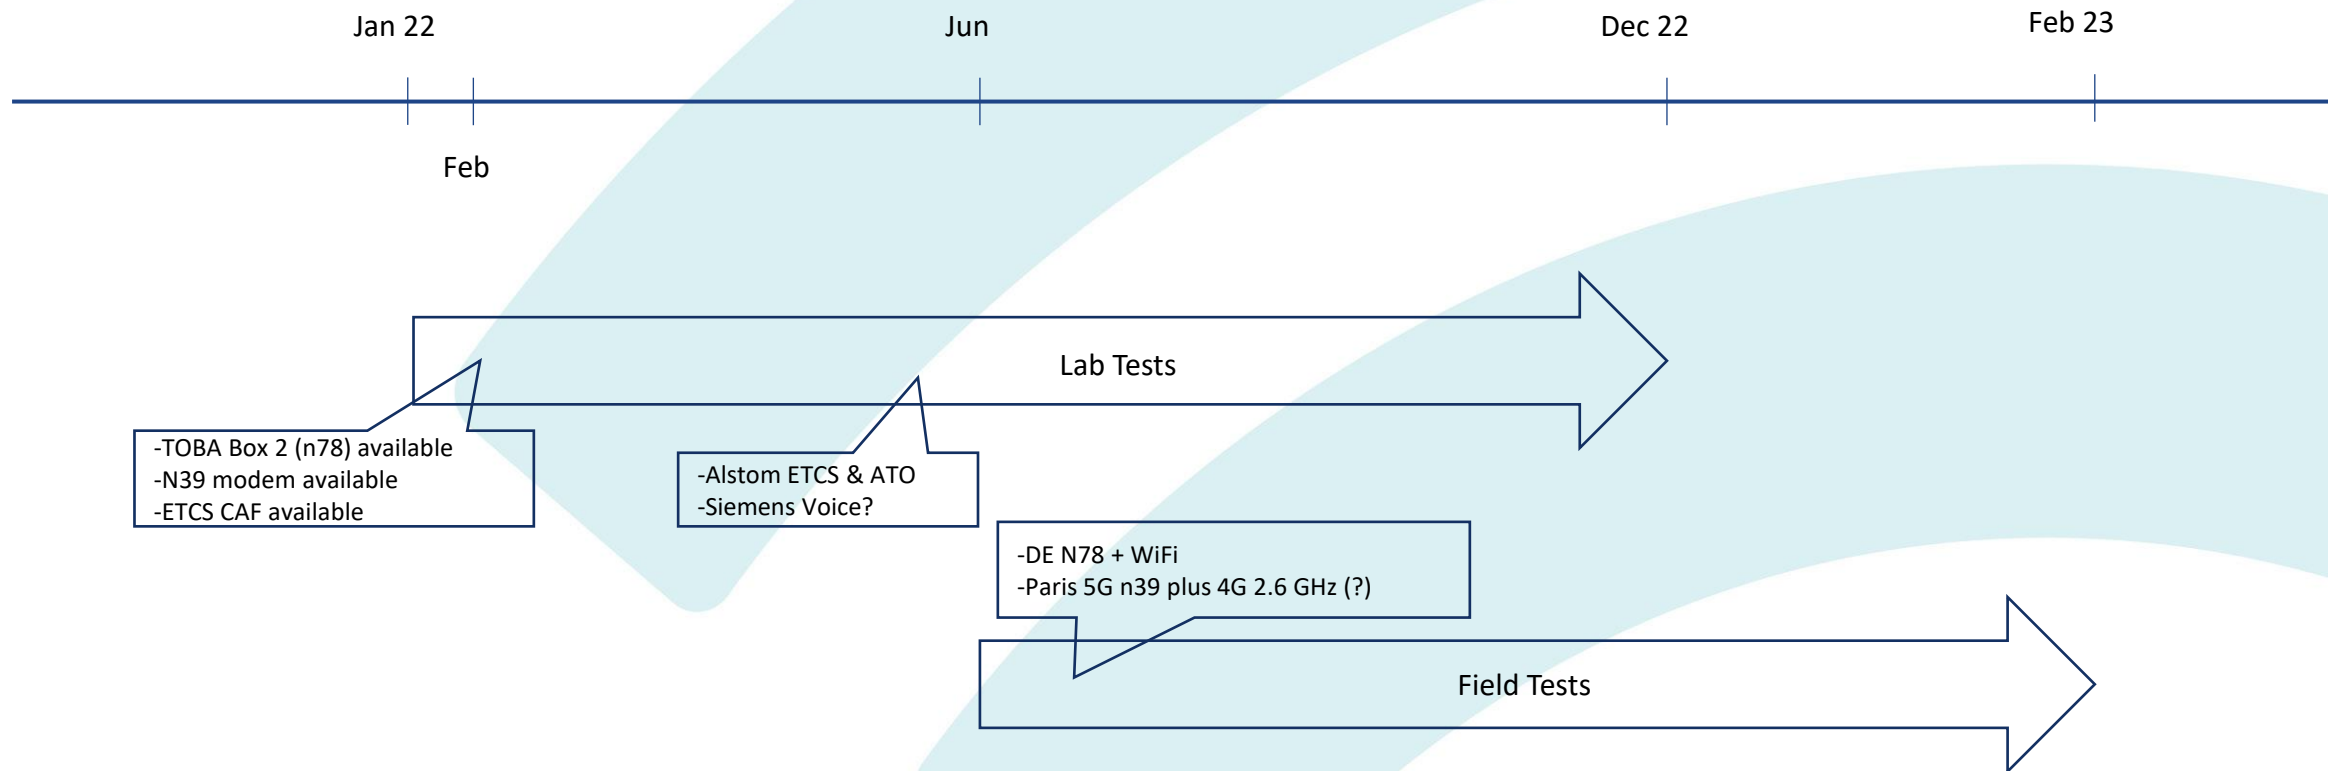 Jan 22
Jun
Dec 22
Feb 23
Feb
Lab Tests
-TOBA Box 2 (n78) available
-N39 modem available
-ETCS CAF available
-Alstom ETCS & ATO
-Siemens Voice?
-DE N78 + WiFi
-Paris 5G n39 plus 4G 2.6 GHz (?)
Field Tests